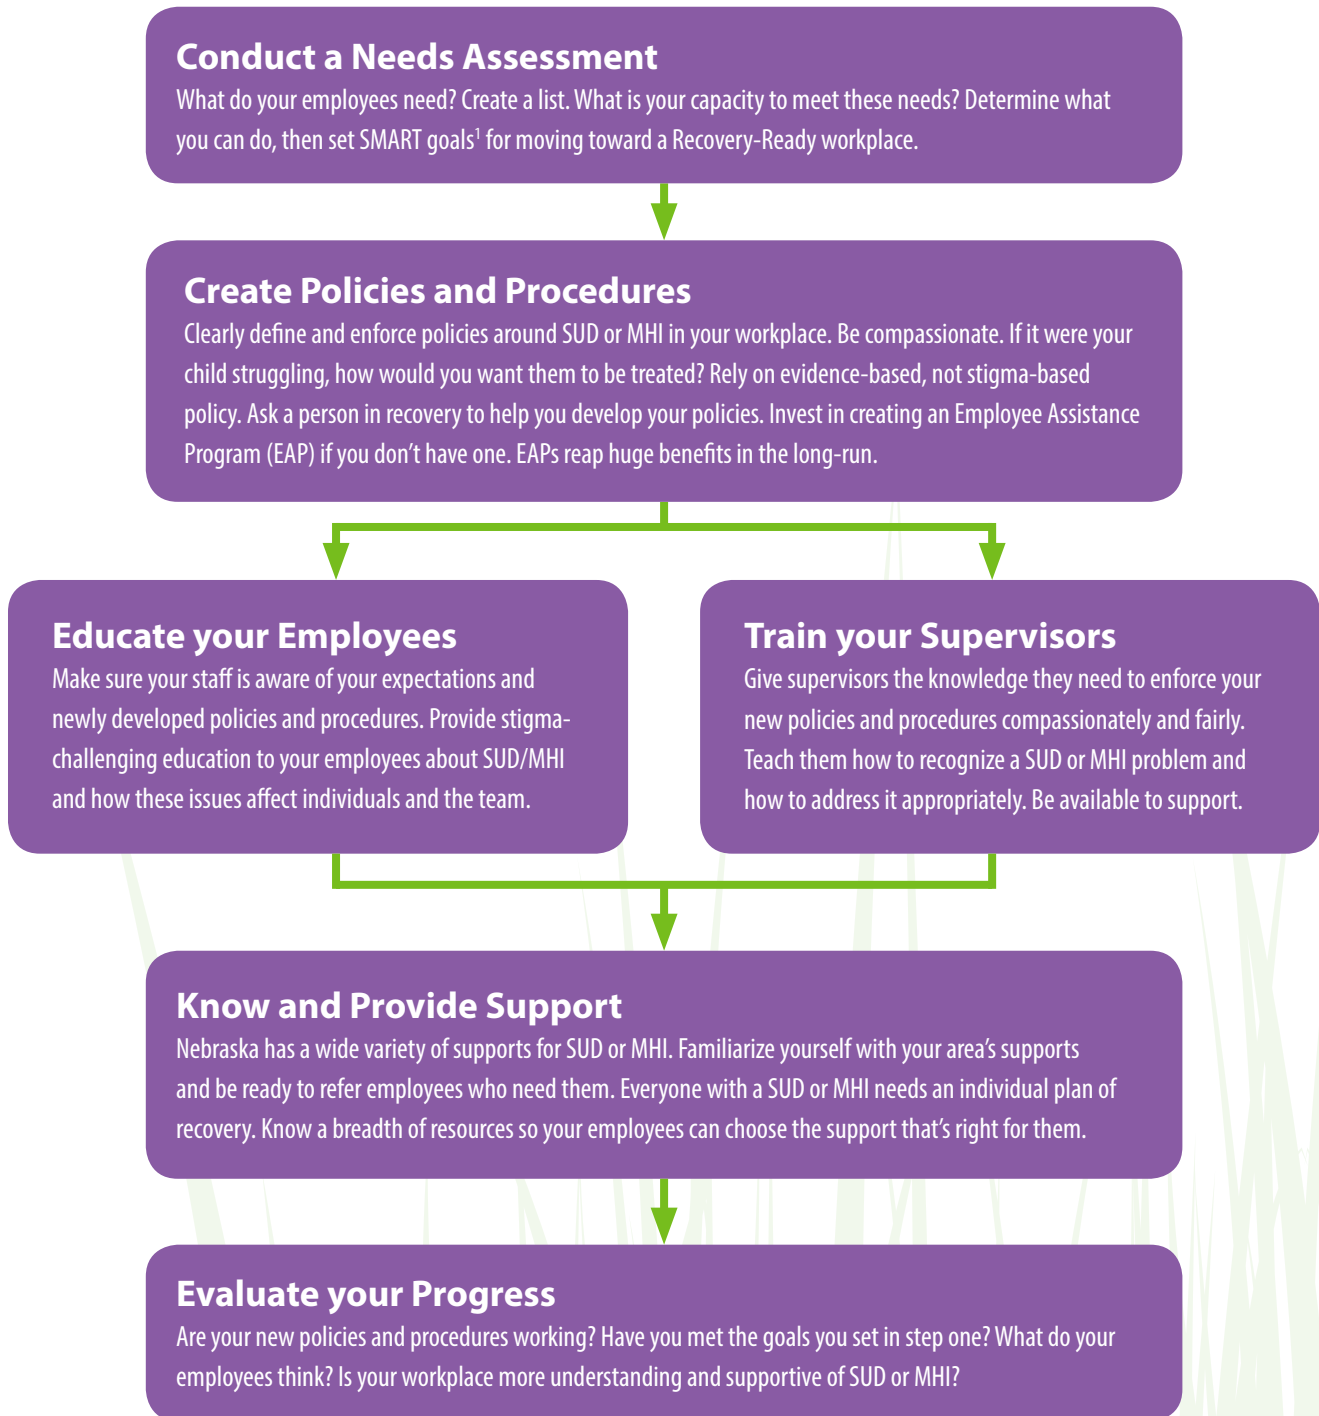 Conduct a Needs Assessment
What do your employees need? Create a list. What is your capacity to meet these needs? Determine what
you can do, then set SMART goals¹ for moving toward a Recovery-Ready workplace.
Create Policies and Procedures
Clearly define and enforce policies around SUD or MHI in your workplace. Be compassionate. If it were your
child struggling, how would you want them to be treated? Rely on evidence-based, not stigma-based
policy. Ask a person in recovery to help you develop your policies. Invest in creating an Employee Assistance
Program (EAP) if you don’t have one. EAPs reap huge benefits in the long-run.
Educate your Employees
Make sure your staff is aware of your expectations and
newly developed policies and procedures. Provide stigma-
challenging education to your employees about SUD/MHI
and how these issues affect individuals and the team.
Train your Supervisors
Give supervisors the knowledge they need to enforce your
new policies and procedures compassionately and fairly.
Teach them how to recognize a SUD or MHI problem and
how to address it appropriately. Be available to support.
Know and Provide Support
Nebraska has a wide variety of supports for SUD or MHI. Familiarize yourself with your area’s supports
and be ready to refer employees who need them. Everyone with a SUD or MHI needs an individual plan of
recovery. Know a breadth of resources so your employees can choose the support that’s right for them.
Evaluate your Progress
Are your new policies and procedures working? Have you met the goals you set in step one? What do your
employees think? Is your workplace more understanding and supportive of SUD or MHI?